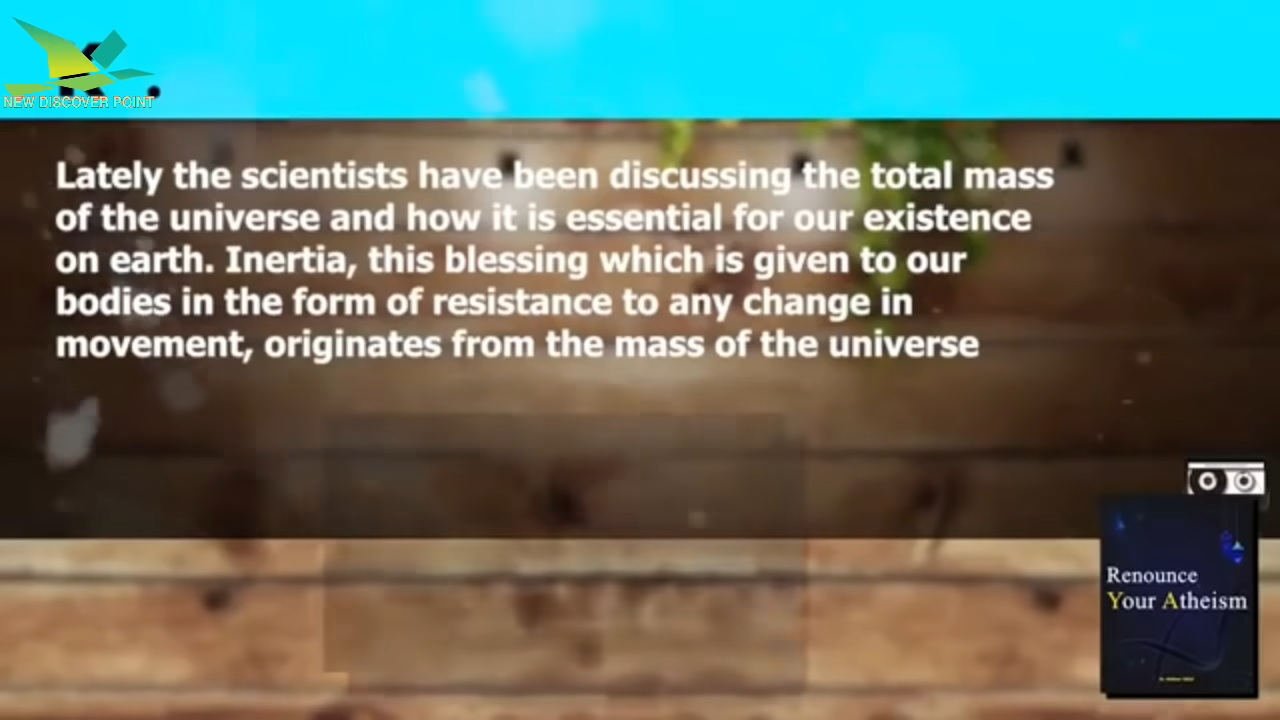 NEW DISCOVER POINT
Lately the scientists have been discussing the total mass
of the universe and how it is essential for our existence
on earth. Inertia, this blessing which is given to our
bodies in the form of resistance to any change in
movement, originates from the mass of the universe
Renounce
Your Atheism